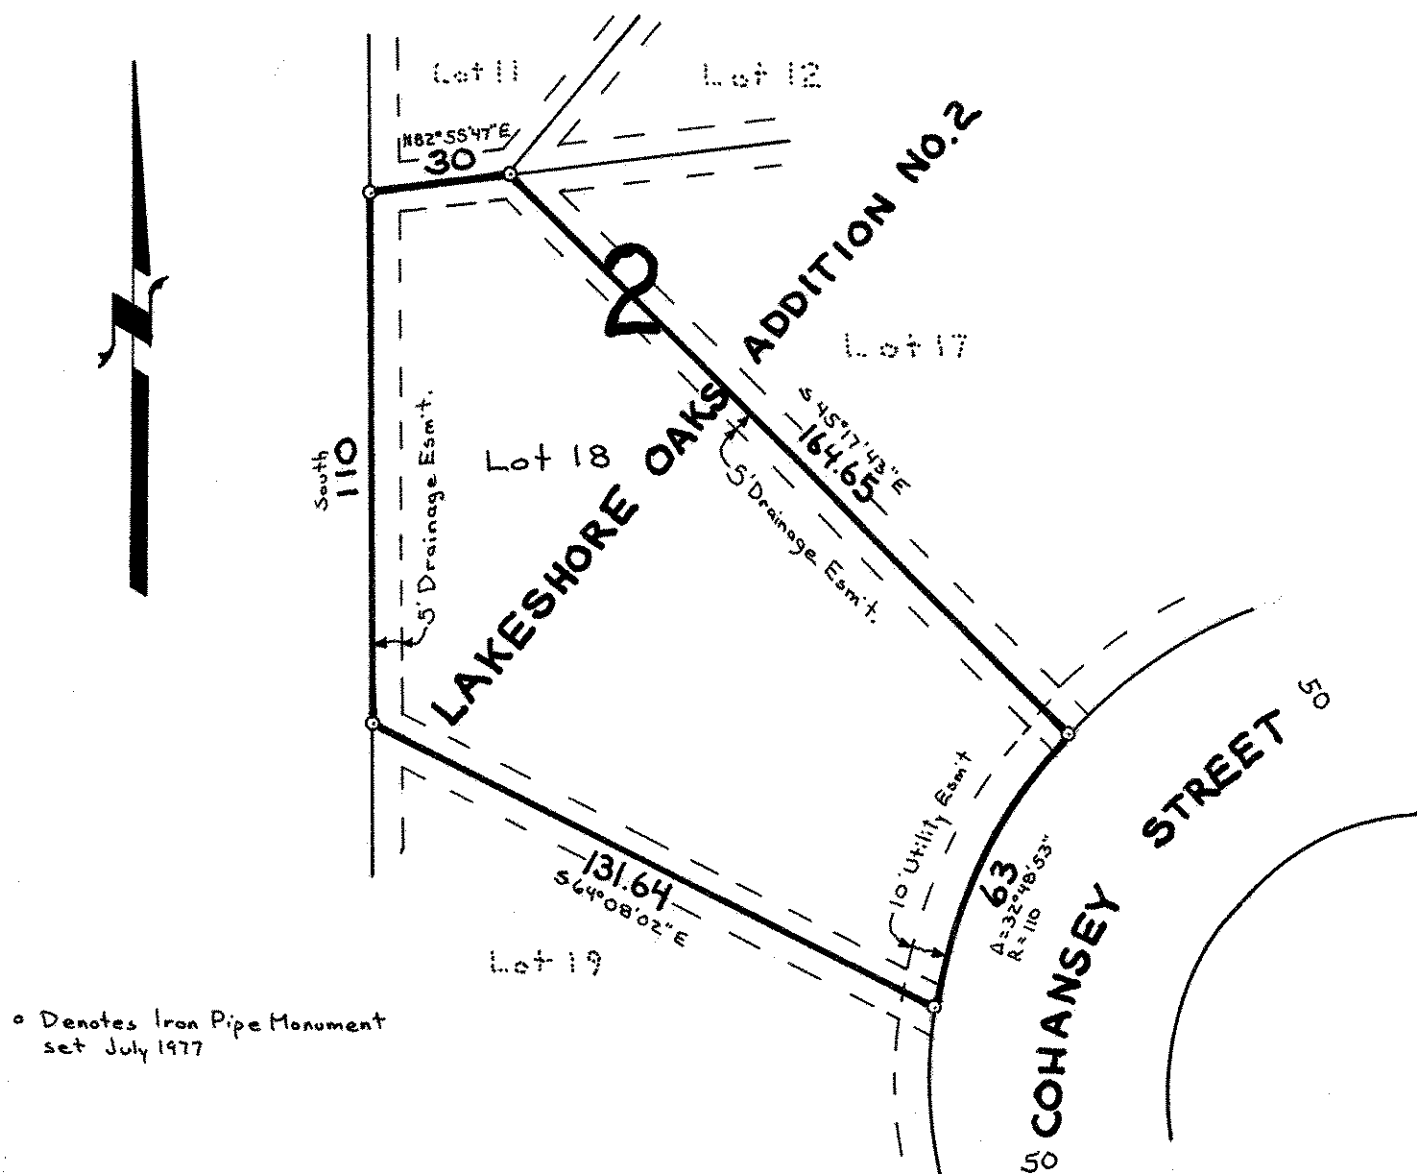 Lot 11
Lot 12
N82°55'47"E
30
2
LAKESHORE OAKS ADDITION No. 2
Lot 17
S 45°17'43"E
164.65
South
110
5' Drainage Esm't.
Lot 18
5' Drainage Esm't.
50
COHANSEY STREET
10' Utility Esm't
63
Δ = 32°48'53"
R = 110
131.64
S 64°08'02"E
Lot 19
o Denotes Iron Pipe Monument
set July 1977
50